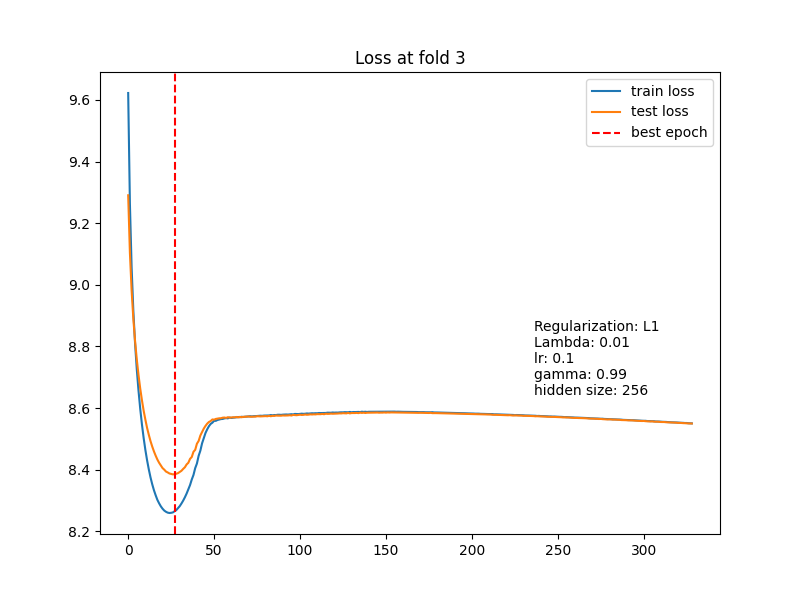 Loss at fold 3
train loss
test loss
best epoch
9.6
9.4
9.2
9.0
8.8
8.6
8.4
8.2
Regularization: L1
Lambda: 0.01
lr: 0.1
gamma: 0.99
hidden size: 256
0 50 100 150 200 250 300